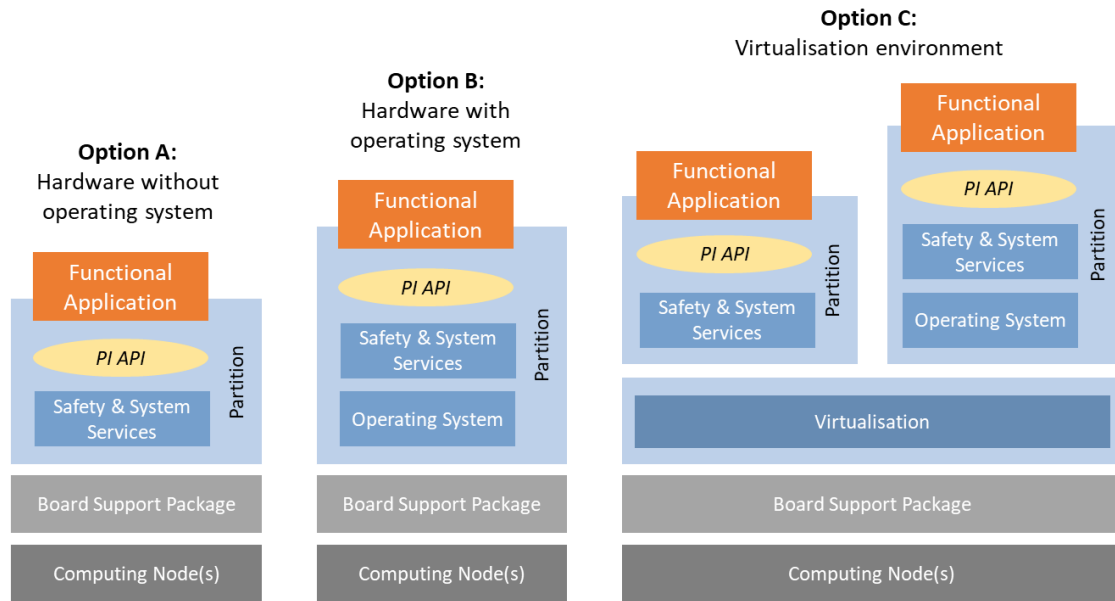 Option A:
Hardware without
operating system
Functional
Application
PI API
Safety & System
Services
Partition
Board Support Package
Computing Node(s)
Option B:
Hardware with
operating system
Functional
Application
PI API
Safety & System
Services
Operating System
Partition
Board Support Package
Computing Node(s)
Option C:
Virtualisation environment
Functional
Application
PI API
Safety & System
Services
Partition
Functional
Application
PI API
Safety & System
Services
Operating System
Partition
Virtualisation
Board Support Package
Computing Node(s)